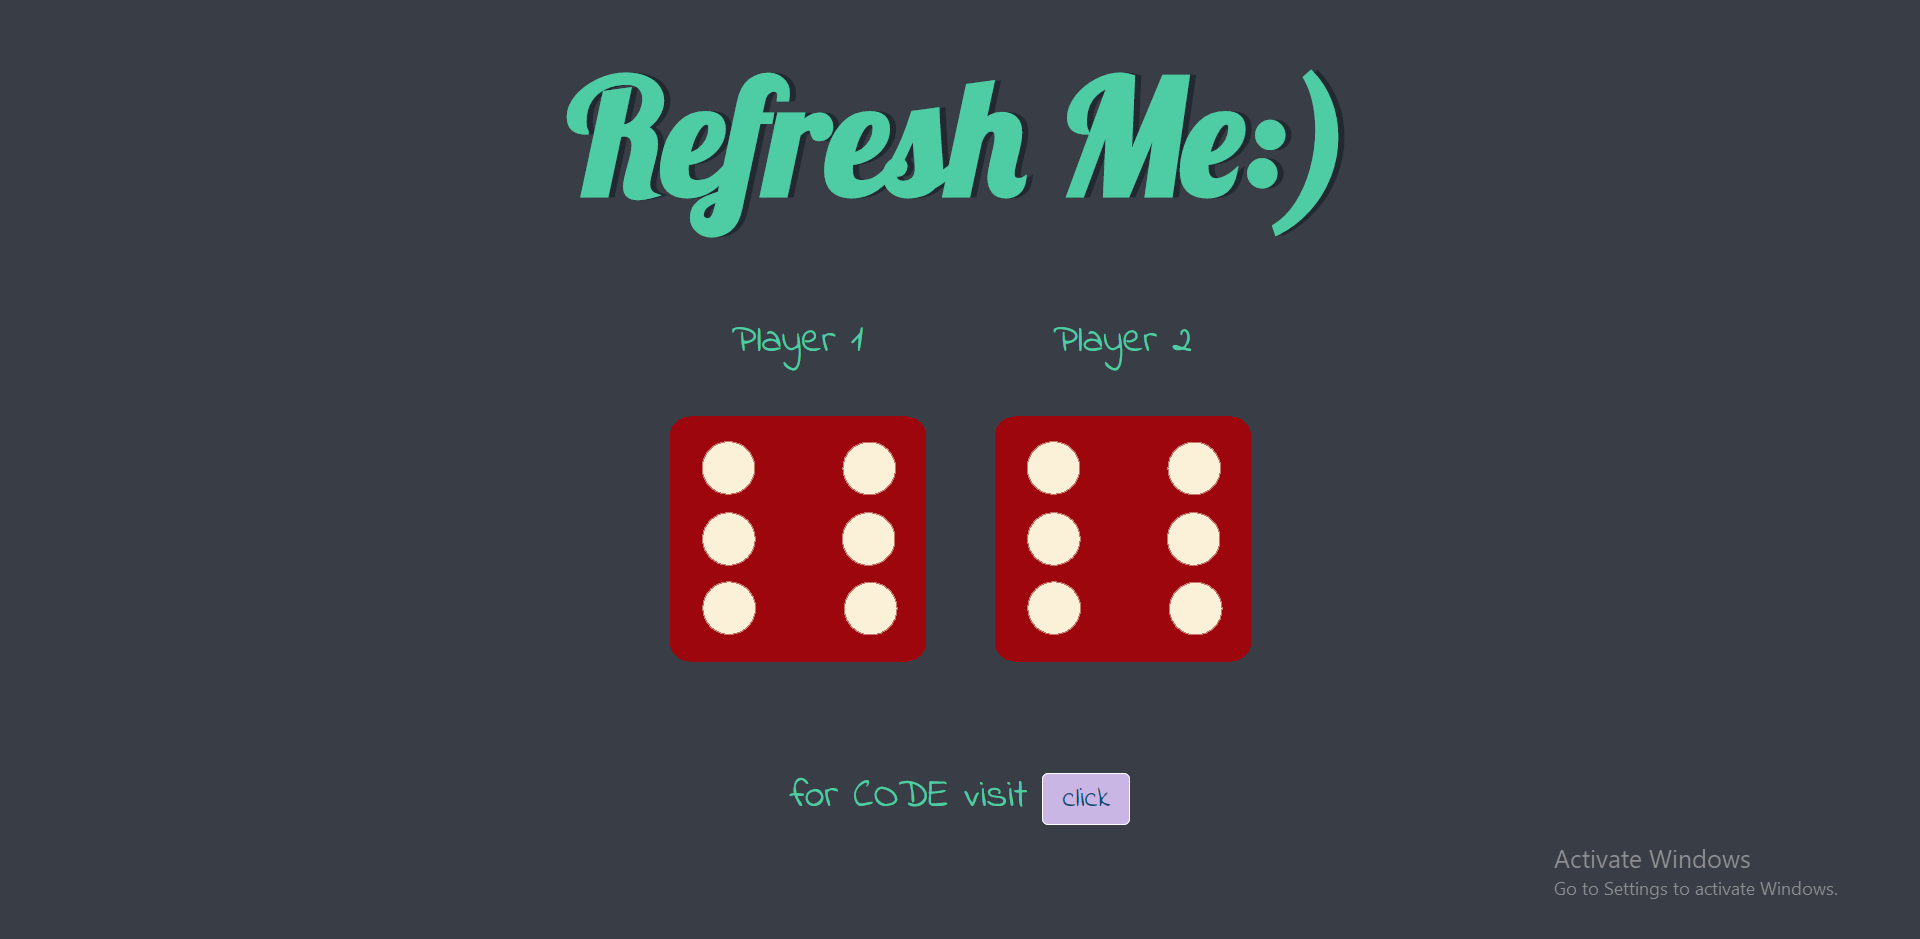 Refresh Me:)
Player 1 Player 2
for CODE visit click
Activate Windows
Go to Settings to activate Windows.